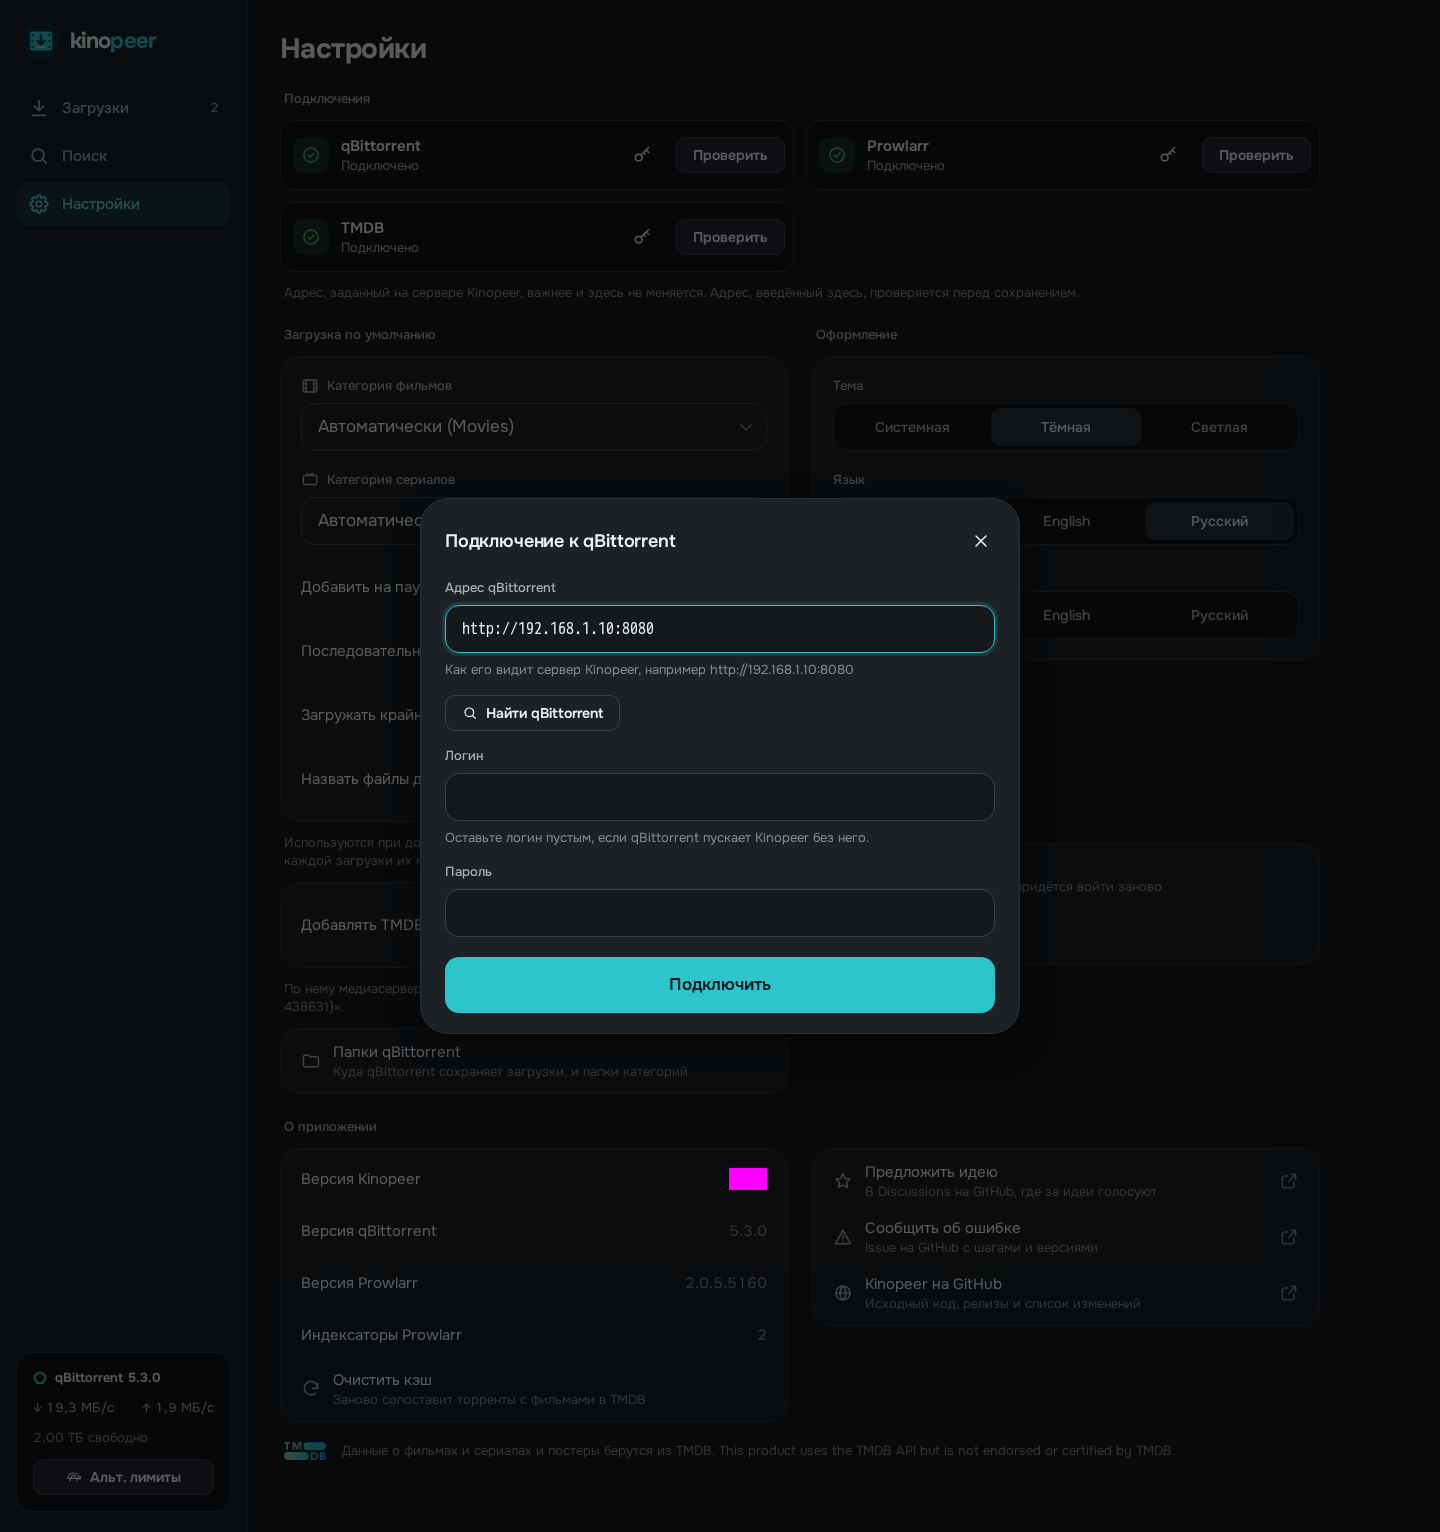 kinopeer
Загрузки 2
Поиск
Настройки
Настройки
Подключения
qBittorrent
Подключено
Проверить
Prowlarr
Подключено
Проверить
TMDB
Подключено
Проверить
Адрес, заданный на сервере Kinopeer, важнее и здесь не меняется. Адрес, введённый здесь, проверяется перед сохранением.
Загрузка по умолчанию
Категория фильмов
Автоматически (Movies)
Категория сериалов
Автоматичес
Добавить на пау
Последовательн
Загружать крайн
Назвать файлы д
Используются при до
каждой загрузки их м
Добавлять TMDB
По нему медиасервер
438631}».
Папки qBittorrent
Куда qBittorrent сохраняет загрузки, и папки категорий
Оформление
Тема
Системная Тёмная Светлая
Язык
English Русский
English Русский
придётся войти заново
Подключение к qBittorrent
Адрес qBittorrent
http://192.168.1.10:8080
Как его видит сервер Kinopeer, например http://192.168.1.10:8080
Найти qBittorrent
Логин
Оставьте логин пустым, если qBittorrent пускает Kinopeer без него.
Пароль
Подключить
О приложении
Версия Kinopeer
Версия qBittorrent 5.3.0
Версия Prowlarr 2.0.5.5160
Индексаторы Prowlarr 2
Очистить кэш
Заново сопоставит торренты с фильмами в TMDB
Предложить идею
В Discussions на GitHub, где за идеи голосуют
Сообщить об ошибке
Issue на GitHub с шагами и версиями
Kinopeer на GitHub
Исходный код, релизы и список изменений
TMDB
Данные о фильмах и сериалах и постеры берутся из TMDB. This product uses the TMDB API but is not endorsed or certified by TMDB.
qBittorrent 5.3.0
↓ 19,3 МБ/с ↑ 1,9 МБ/с
2,00 ТБ свободно
Альт. лимиты